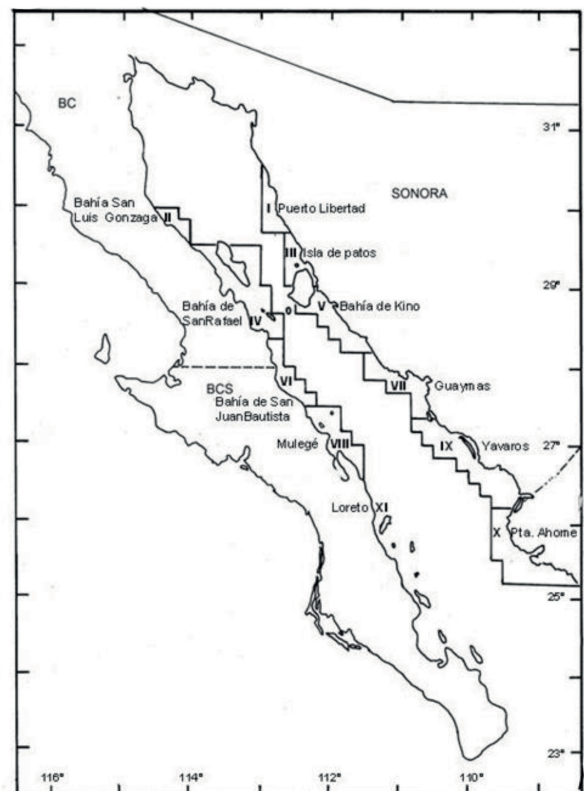 BC
31°
SONORA
Bahía San
Luis Gonzaga II
I Puerto Libertad
III Isla de patos
29°
Bahía de
SanRafael IV
V Bahía de Kino
BCS
VI
Bahía de San
JuanBautista
VII Guaymas
Mulegé VIII
IX Yavaros
27°
Loreto XI
X Pta. Ahome
25°
23°
116° 114° 112° 110°